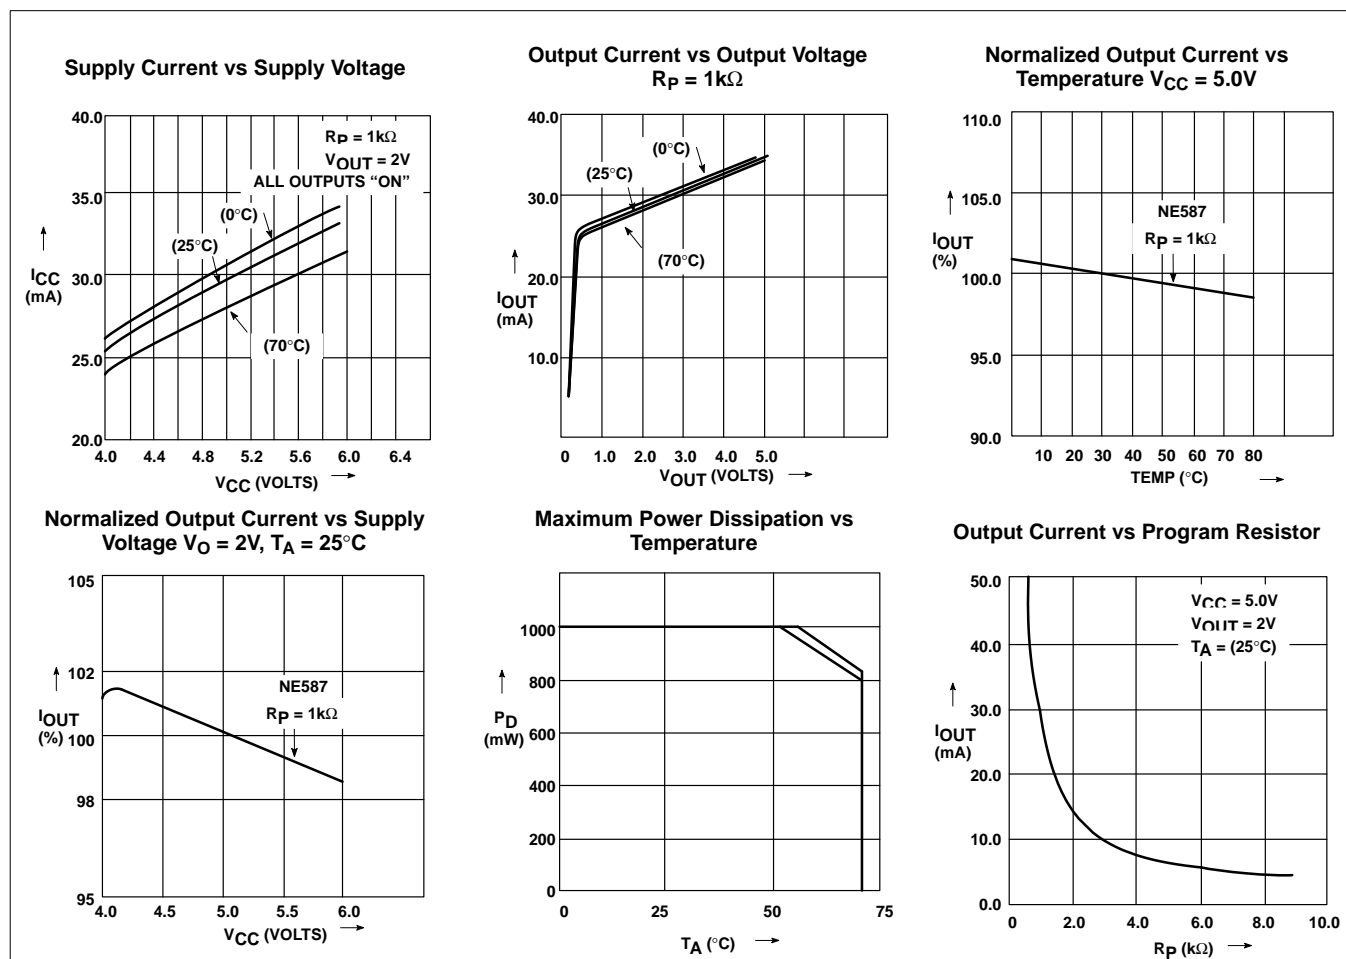 Supply Current vs Supply Voltage
40.0
35.0
30.0
25.0
20.0
ICC
(mA)
RP = 1kΩ
VOUT = 2V
ALL OUTPUTS “ON”
(0°C)
(25°C)
(70°C)
4.0 4.4 4.8 5.2 5.6 6.0 6.4
VCC (VOLTS)
Output Current vs Output Voltage
RP = 1kΩ
40.0
30.0
20.0
10.0
IOUT
(mA)
(0°C)
(25°C)
(70°C)
0 1.0 2.0 3.0 4.0 5.0
VOUT (VOLTS)
Normalized Output Current vs
Temperature VCC = 5.0V
110.0
105.0
100.0
95.0
90.0
IOUT
(%)
NE587
RP = 1kΩ
10 20 30 40 50 60 70 80
TEMP (°C)
Normalized Output Current vs Supply
Voltage VO = 2V, TA = 25°C
105
102
100
98
95
IOUT
(%)
NE587
RP = 1kΩ
4.0 4.5 5.0 5.5 6.0
VCC (VOLTS)
Maximum Power Dissipation vs
Temperature
1000
800
600
400
200
0
PD
(mW)
0 25 50 75
TA (°C)
Output Current vs Program Resistor
50.0
40.0
30.0
20.0
10.0
0.0
IOUT
(mA)
VCC = 5.0V
VOUT = 2V
TA = (25°C)
0 2.0 4.0 6.0 8.0 10.0
RP (kΩ)